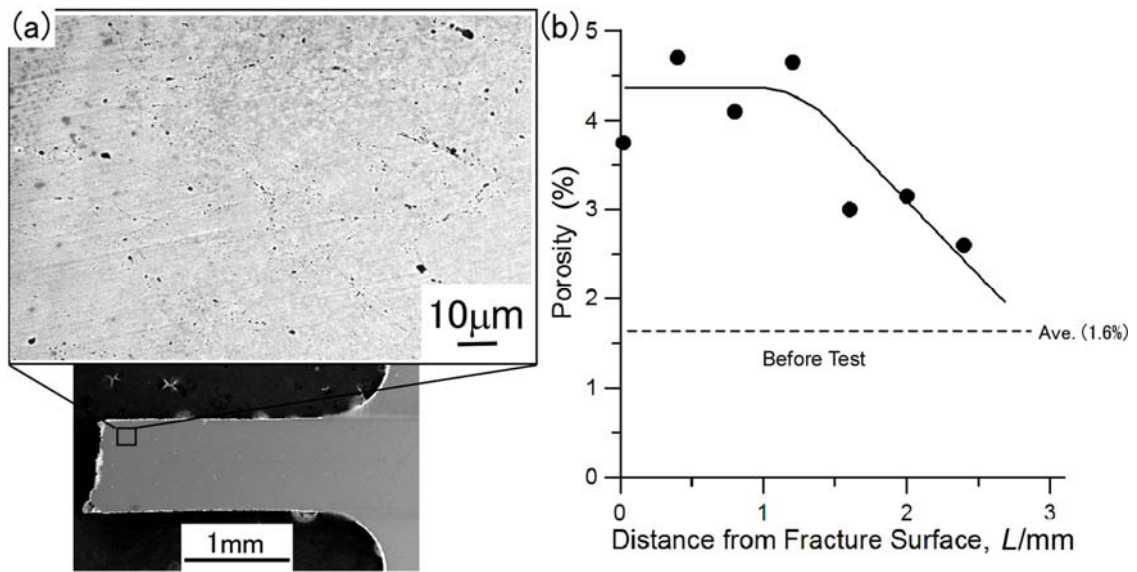 (a)
10μm
1mm
(b)
5
4
3
2
1
0
Porosity (%)
Ave. (1.6%)
Before Test
0
1
2
3
Distance from Fracture Surface, L/mm